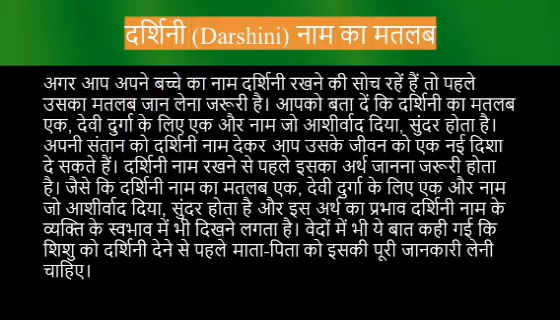 दर्शिनी (Darshini) नाम का मतलब
अगर आप अपने बच्चे का नाम दर्शिनी रखने की सोच रहें हैं तो पहले
उसका मतलब जान लेना जरूरी है। आपको बता दें कि दर्शिनी का मतलब
एक, देवी दुर्गा के लिए एक और नाम जो आशीर्वाद दिया, सुंदर होता है।
अपनी संतान को दर्शिनी नाम देकर आप उसके जीवन को एक नई दिशा
दे सकते हैं। दर्शिनी नाम रखने से पहले इसका अर्थ जानना जरूरी होता
है। जैसे कि दर्शिनी नाम का मतलब एक, देवी दुर्गा के लिए एक और नाम
जो आशीर्वाद दिया, सुंदर होता है और इस अर्थ का प्रभाव दर्शिनी नाम के
व्यक्ति के स्वभाव में भी दिखने लगता है। वेदों में भी ये बात कही गई कि
शिशु को दर्शिनी देने से पहले माता-पिता को इसकी पूरी जानकारी लेनी
चाहिए।